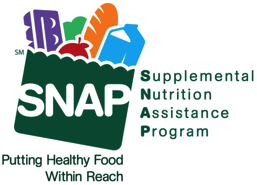 SM
SNAP
Supplemental
Nutrition
Assistance
Program
Putting Healthy Food
Within Reach